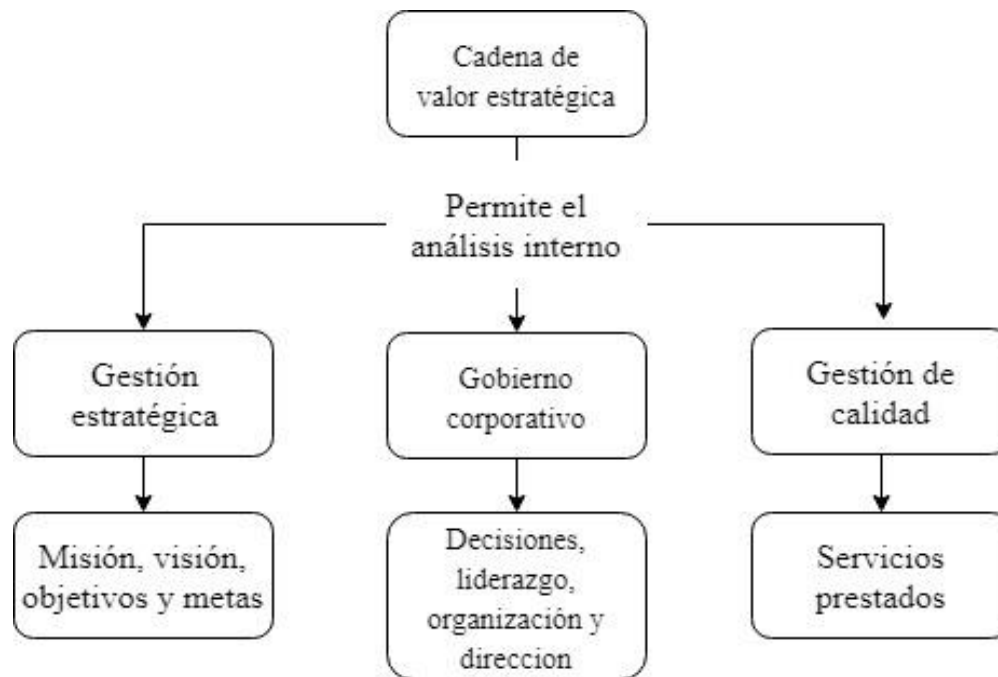 Cadena de
valor estratégica
Permite el
análisis interno
Gestión
estratégica
Gobierno
corporativo
Gestión de
calidad
Misión, visión,
objetivos y metas
Decisiones,
liderazgo,
organización y
direccion
Servicios
prestados